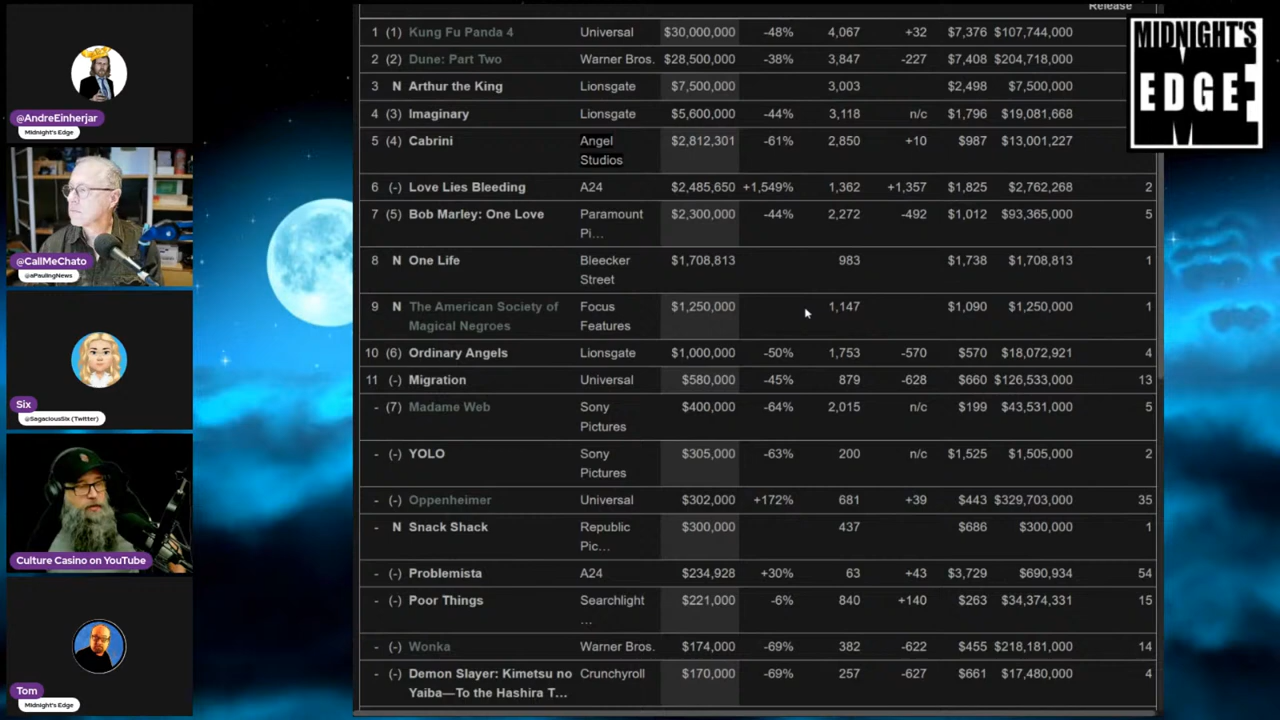 Release
1 (1) Kung Fu Panda 4 Universal $30,000,000 -48% 4,067 +32 $7,376 $107,744,000
2 (2) Dune: Part Two Warner Bros. $28,500,000 -38% 3,847 -227 $7,408 $204,718,000
3 N Arthur the King Lionsgate $7,500,000 3,003 $2,498 $7,500,000
4 (3) Imaginary Lionsgate $5,600,000 -44% 3,118 n/c $1,796 $19,081,668
5 (4) Cabrini Angel $2,812,301 -61% 2,850 +10 $987 $13,001,227
Studios
6 (-) Love Lies Bleeding A24 $2,485,650 +1,549% 1,362 +1,357 $1,825 $2,762,268 2
7 (5) Bob Marley: One Love Paramount $2,300,000 -44% 2,272 -492 $1,012 $93,365,000 5
Pi…
8 N One Life Bleecker $1,708,813 983 $1,738 $1,708,813 1
Street
9 N The American Society of Focus $1,250,000 1,147 $1,090 $1,250,000 1
Magical Negroes Features
10 (6) Ordinary Angels Lionsgate $1,000,000 -50% 1,753 -570 $570 $18,072,921 4
11 (-) Migration Universal $580,000 -45% 879 -628 $660 $126,533,000 13
- (7) Madame Web Sony $400,000 -64% 2,015 n/c $199 $43,531,000 5
Pictures
- (-) YOLO Sony $305,000 -63% 200 n/c $1,525 $1,505,000 2
Pictures
- (-) Oppenheimer Universal $302,000 +172% 681 +39 $443 $329,703,000 35
- N Snack Shack Republic $300,000 437 $686 $300,000 1
Pic…
- (-) Problemista A24 $234,928 +30% 63 +43 $3,729 $690,934 54
- (-) Poor Things Searchlight $221,000 -6% 840 +140 $263 $34,374,331 15
…
- (-) Wonka Warner Bros. $174,000 -69% 382 -622 $455 $218,181,000 14
- (-) Demon Slayer: Kimetsu no Crunchyroll $170,000 -69% 257 -627 $661 $17,480,000 4
Yaiba—To the Hashira T…
MIDNIGHT'S
EDGE
ME
@AndreEinherjar
Midnight's Edge
@CallMeChato
@aPaulingNews
Six
@SagaciousSix (Twitter)
Culture Casino on YouTube
Tom
Midnight's Edge